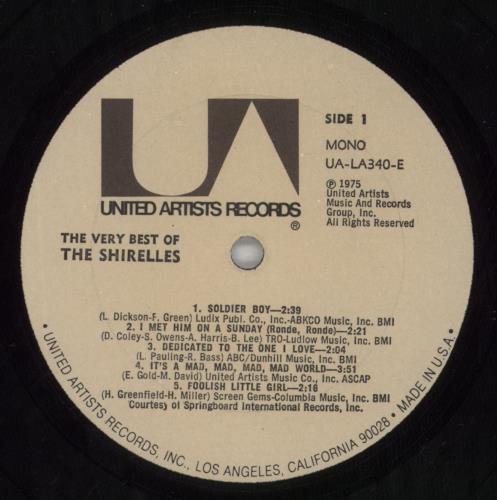 UA
SIDE 1
MONO
UA-LA340-E
℗ 1975
United Artists
Music And Records
Group, Inc.
All Rights Reserved
UNITED ARTISTS RECORDS
®
THE VERY BEST OF
THE SHIRELLES
1. SOLDIER BOY—2:39
(L. Dickson-F. Green) Ludix Publ. Co., Inc.-ABKCO Music, Inc. BMI
2. I MET HIM ON A SUNDAY (Ronde, Ronde)—2:21
(D. Coley-S. Owens-A. Harris-B. Lee) TRO-Ludlow Music, Inc. BMI
3. DEDICATED TO THE ONE I LOVE—2:04
(L. Pauling-R. Bass) ABC/Dunhill Music, Inc. BMI
4. IT'S A MAD, MAD, MAD, MAD WORLD—3:51
(E. Gold-M. David) United Artists Music Co., Inc. ASCAP
5. FOOLISH LITTLE GIRL—2:16
(H. Greenfield-H. Miller) Screen Gems-Columbia Music, Inc. BMI
Courtesy of Springboard International Records, Inc.
• UNITED ARTISTS RECORDS, INC., LOS ANGELES, CALIFORNIA 90028 • MADE IN U.S.A. •